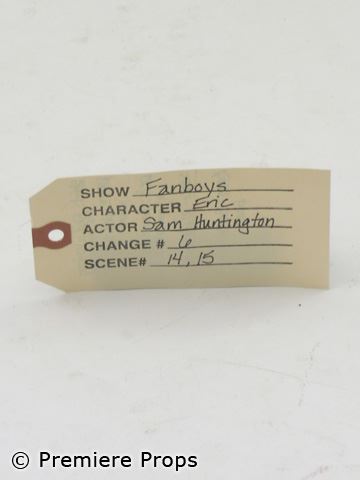 SHOW Fanboys
CHARACTER Eric
ACTOR Sam Huntington
CHANGE # 6
SCENE# 14, 15
© Premiere Props